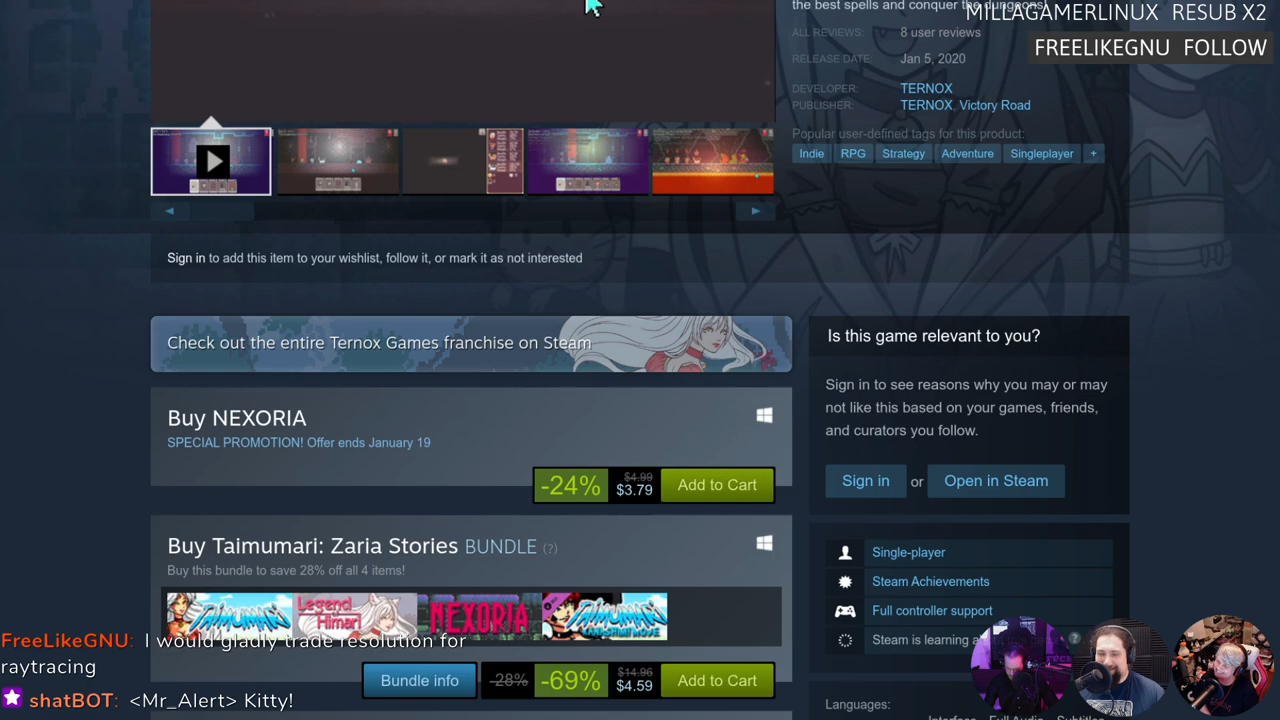 the best spells and conquer the dungeons!
MILLAGAMERLINUX RESUB X2
ALL REVIEWS: 8 user reviews
FREELIKEGNU FOLLOW
RELEASE DATE: Jan 5, 2020
DEVELOPER: TERNOX
PUBLISHER: TERNOX, Victory Road
Popular user-defined tags for this product:
Indie RPG Strategy Adventure Singleplayer +
Sign in to add this item to your wishlist, follow it, or mark it as not interested
Check out the entire Ternox Games franchise on Steam
Is this game relevant to you?
Sign in to see reasons why you may or may
not like this based on your games, friends,
and curators you follow.
Sign in or Open in Steam
Buy NEXORIA
SPECIAL PROMOTION! Offer ends January 19
-24% $4.99 $3.79 Add to Cart
Buy Taimumari: Zaria Stories BUNDLE (?)
Buy this bundle to save 28% off all 4 items!
TAIMUMARI Legend Himari NEXORIA TAIMUMARI
Bundle info -28% -69% $14.96 $4.59 Add to Cart
Single-player
Steam Achievements
Full controller support
Steam is learning a
?
Languages:
Interface Full Audio Subtitles
FreeLikeGNU: I would gladly trade resolution for
raytracing
shatBOT: <Mr_Alert> Kitty!